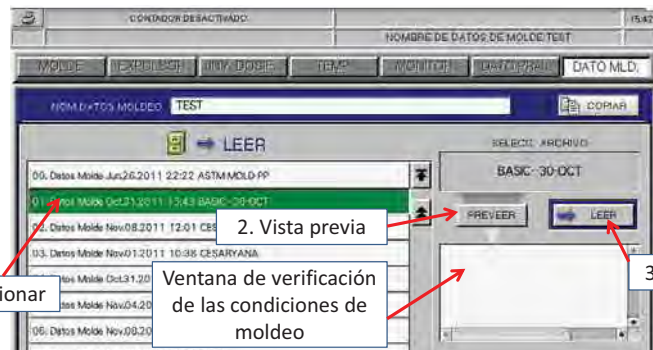 CONTADOR DESACTIVADO.
15:42
NOMBRE DE DATOS DE MOLDE:TEST
MOLDE
EXPULSOR
UNY. DOSIF.
TEMP.
MONITOR
DATO MLD.
NOM.DATOS MOLDEO
TEST
COPIAR
LEER
SELECC. ARCHIVO
BASIC-30-OCT
00. Datos Molde Jun.26.2011 22:22 ASTM MOLD-PP
01. Datos Molde Oct.31.2011 15:43 BASIC-30-OCT
02. Datos Molde Nov.08.2011 12:01 CES
2. Vista previa
PREVEER
LEER
03. Datos Molde Nov.01.2011 10:38 CESARYANA
Datos Molde Oct.31.20
ionar
Ventana de verificación
de las condiciones de
moldeo
3
Datos Molde Nov.04.20
06. Datos Molde Nov.00.20